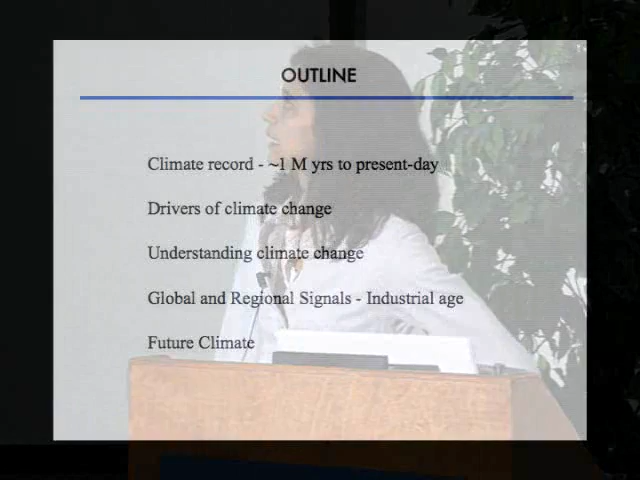 OUTLINE
Climate record - ~1 M yrs to present-day
Drivers of climate change
Understanding climate change
Global and Regional Signals - Industrial age
Future Climate